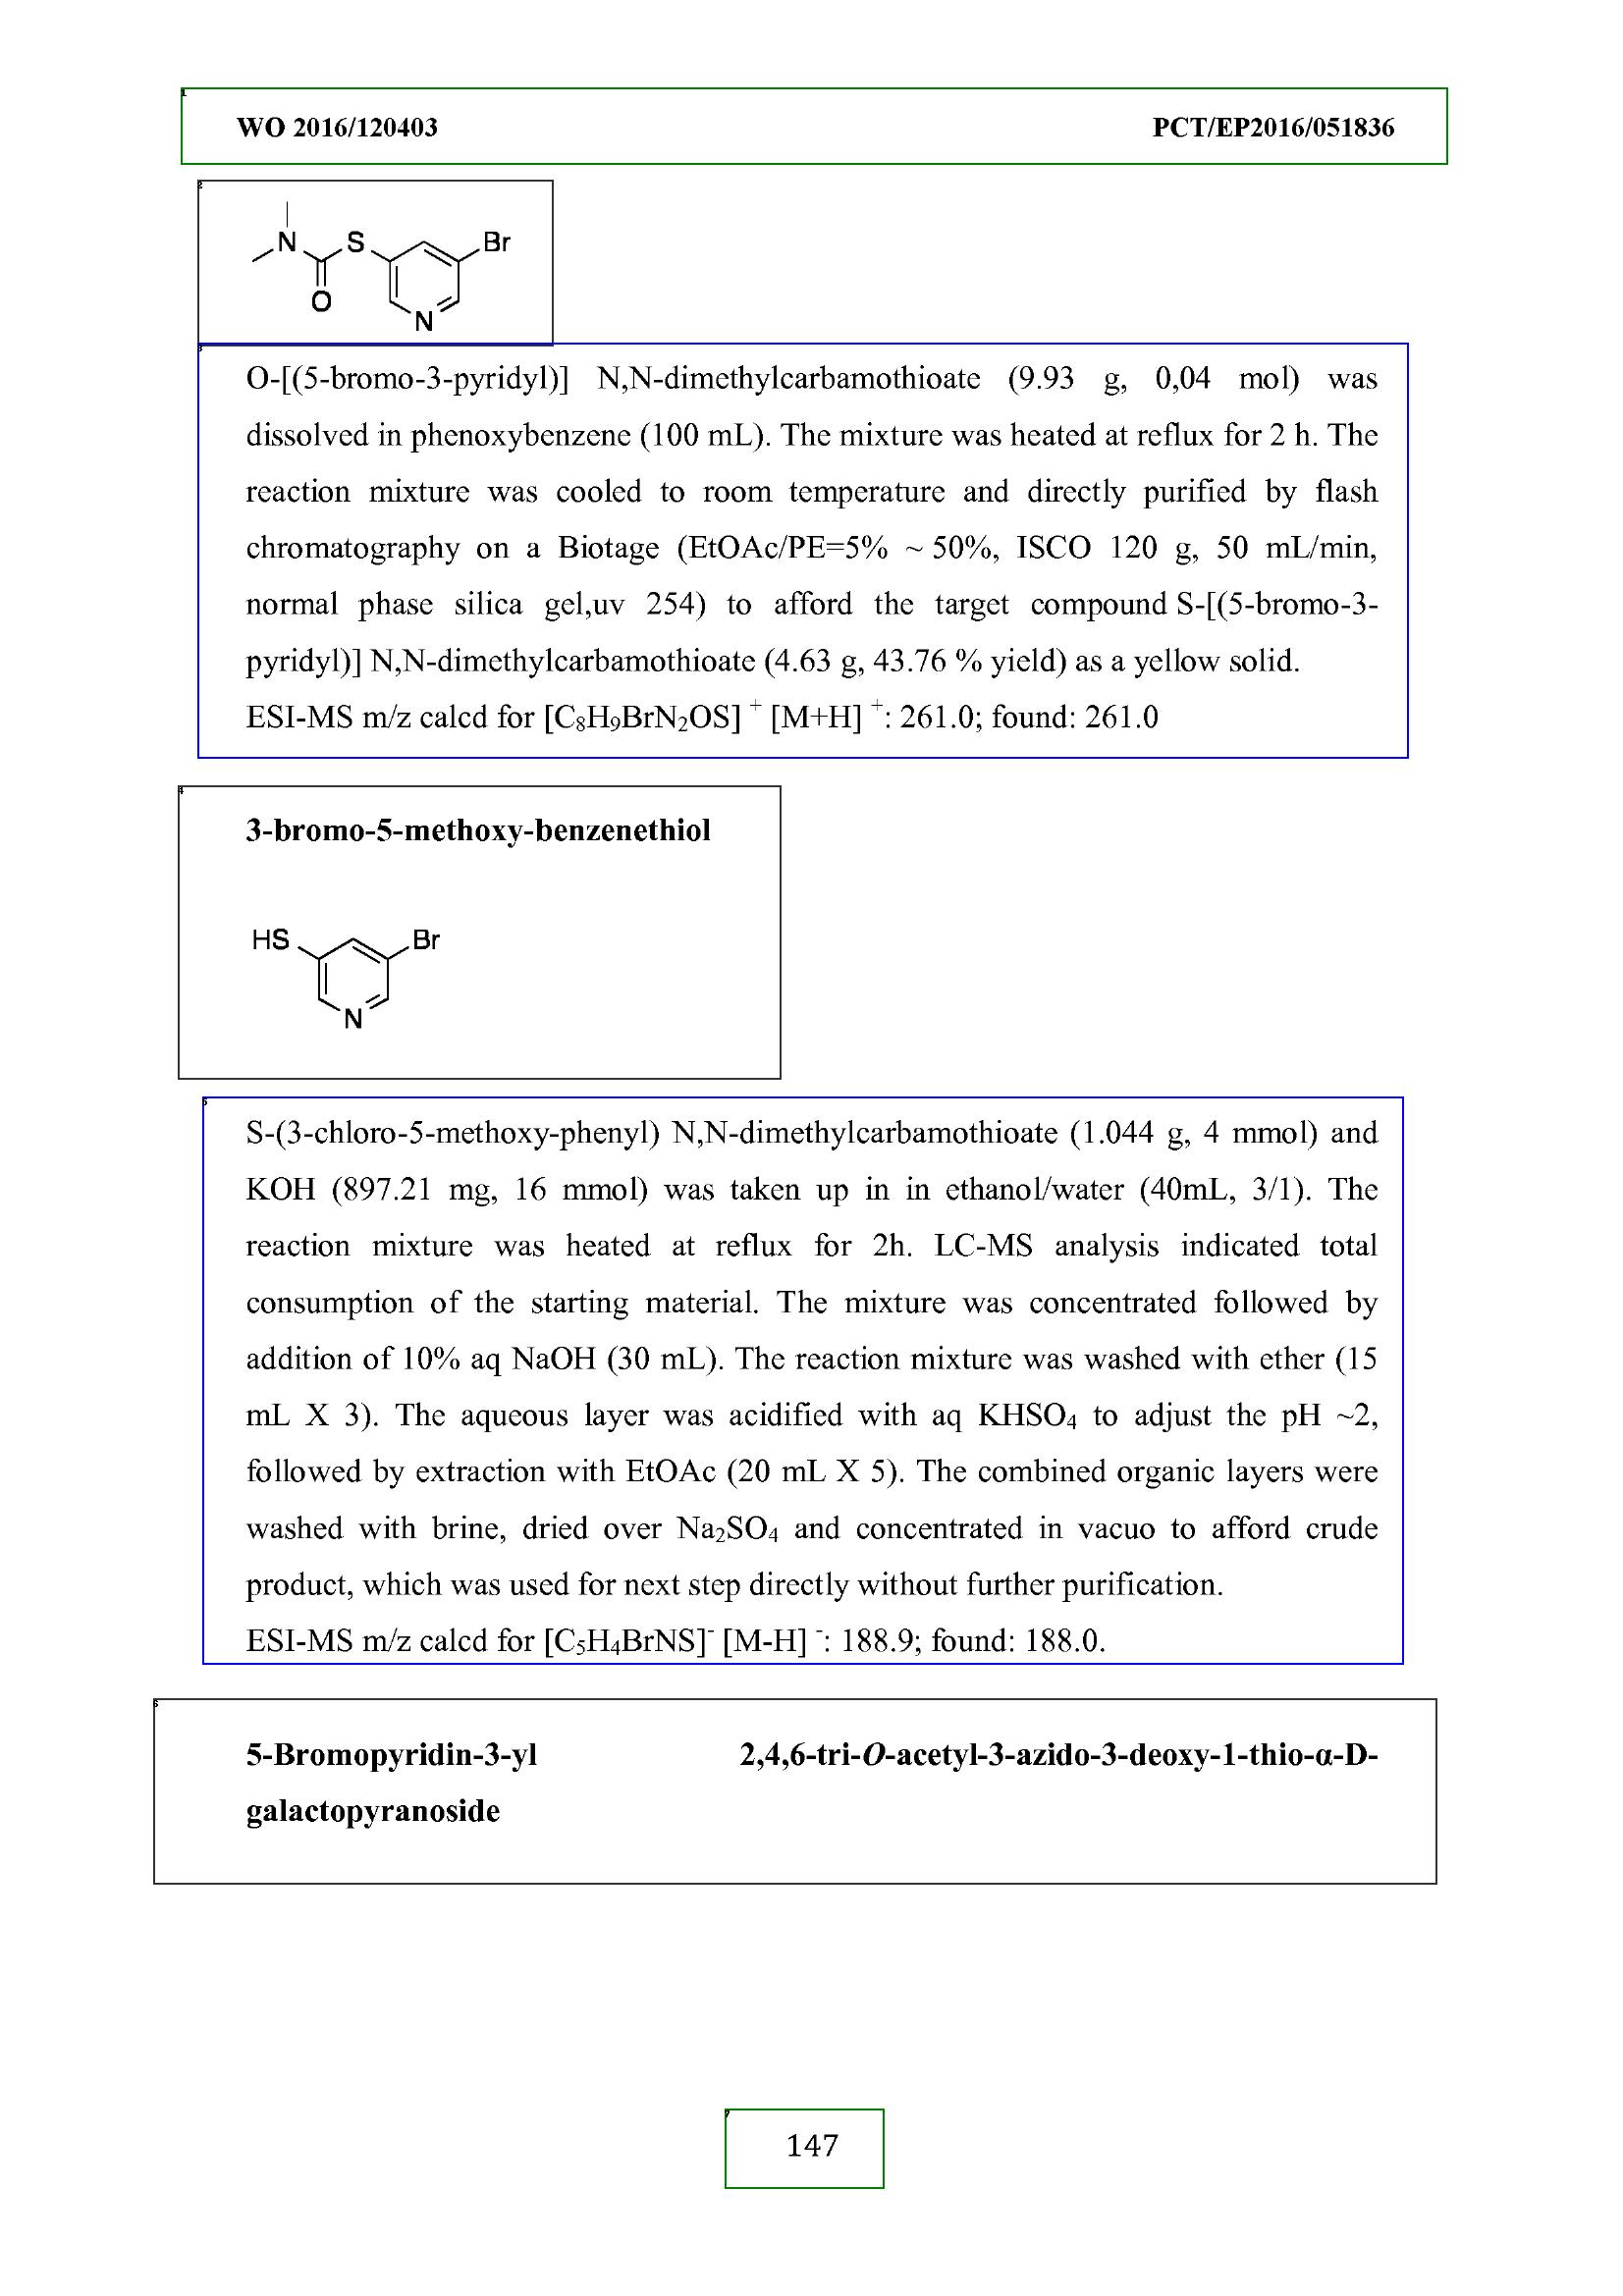 WO 2016/120403 PCT/EP2016/051836
N S Br
O N
O-[(5-bromo-3-pyridyl)] N,N-dimethylcarbamothioate (9.93 g, 0,04 mol) was
dissolved in phenoxybenzene (100 mL). The mixture was heated at reflux for 2 h. The
reaction mixture was cooled to room temperature and directly purified by flash
chromatography on a Biotage (EtOAc/PE=5% ~ 50%, ISCO 120 g, 50 mL/min,
normal phase silica gel,uv 254) to afford the target compound S-[(5-bromo-3-
pyridyl)] N,N-dimethylcarbamothioate (4.63 g, 43.76 % yield) as a yellow solid.
ESI-MS m/z calcd for [C₈H₉BrN₂OS] ⁺ [M+H] ⁺: 261.0; found: 261.0
3-bromo-5-methoxy-benzenethiol
HS Br
N
S-(3-chloro-5-methoxy-phenyl) N,N-dimethylcarbamothioate (1.044 g, 4 mmol) and
KOH (897.21 mg, 16 mmol) was taken up in in ethanol/water (40mL, 3/1). The
reaction mixture was heated at reflux for 2h. LC-MS analysis indicated total
consumption of the starting material. The mixture was concentrated followed by
addition of 10% aq NaOH (30 mL). The reaction mixture was washed with ether (15
mL X 3). The aqueous layer was acidified with aq KHSO₄ to adjust the pH ~2,
followed by extraction with EtOAc (20 mL X 5). The combined organic layers were
washed with brine, dried over Na₂SO₄ and concentrated in vacuo to afford crude
product, which was used for next step directly without further purification.
ESI-MS m/z calcd for [C₅H₄BrNS]⁻ [M-H] ⁻: 188.9; found: 188.0.
5-Bromopyridin-3-yl 2,4,6-tri-O-acetyl-3-azido-3-deoxy-1-thio-α-D-
galactopyranoside
147